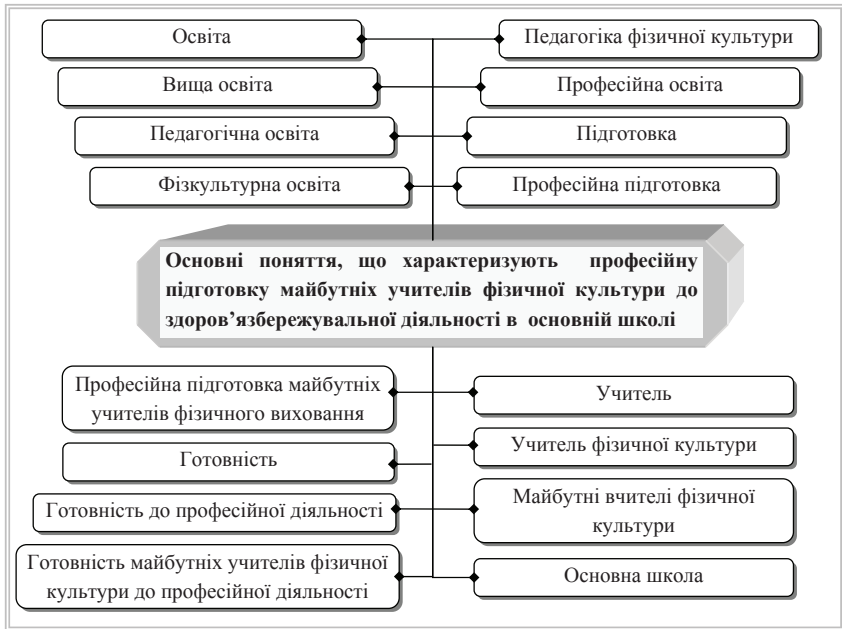 Освіта
Педагогіка фізичної культури
Вища освіта
Професійна освіта
Педагогічна освіта
Підготовка
Фізкультурна освіта
Професійна підготовка
Основні поняття, що характеризують професійну
підготовку майбутніх учителів фізичної культури до
здоров’язбережувальної діяльності в основній школі
Професійна підготовка майбутніх
учителів фізичного виховання
Учитель
Готовність
Учитель фізичної культури
Готовність до професійної діяльності
Майбутні вчителі фізичної
культури
Готовність майбутніх учителів фізичної
культури до професійної діяльності
Основна школа